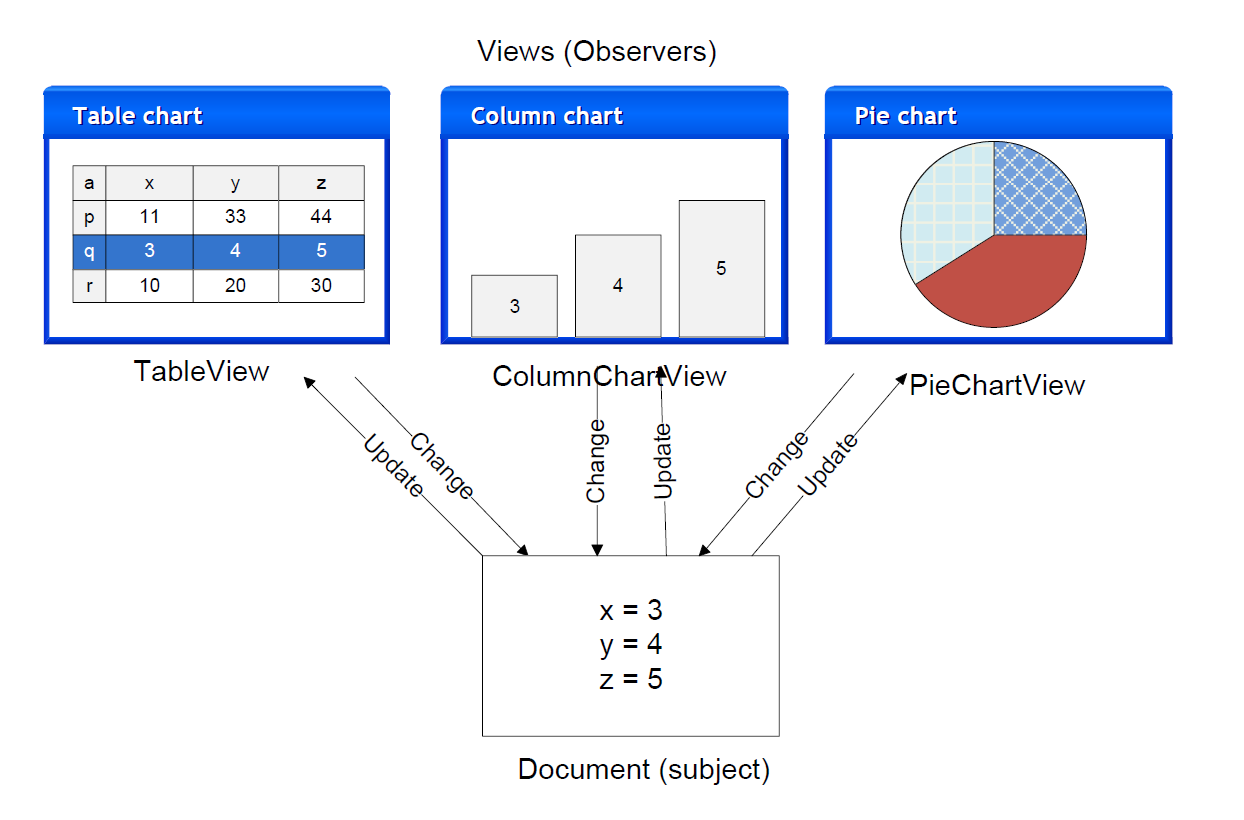 Views (Observers)
Table chart
a x y z
p 11 33 44
q 3 4 5
r 10 20 30
TableView
Column chart
3
4
5
ColumnChartView
Pie chart
PieChartView
Update
Change
Change
Update
Change
Update
x = 3
y = 4
z = 5
Document (subject)